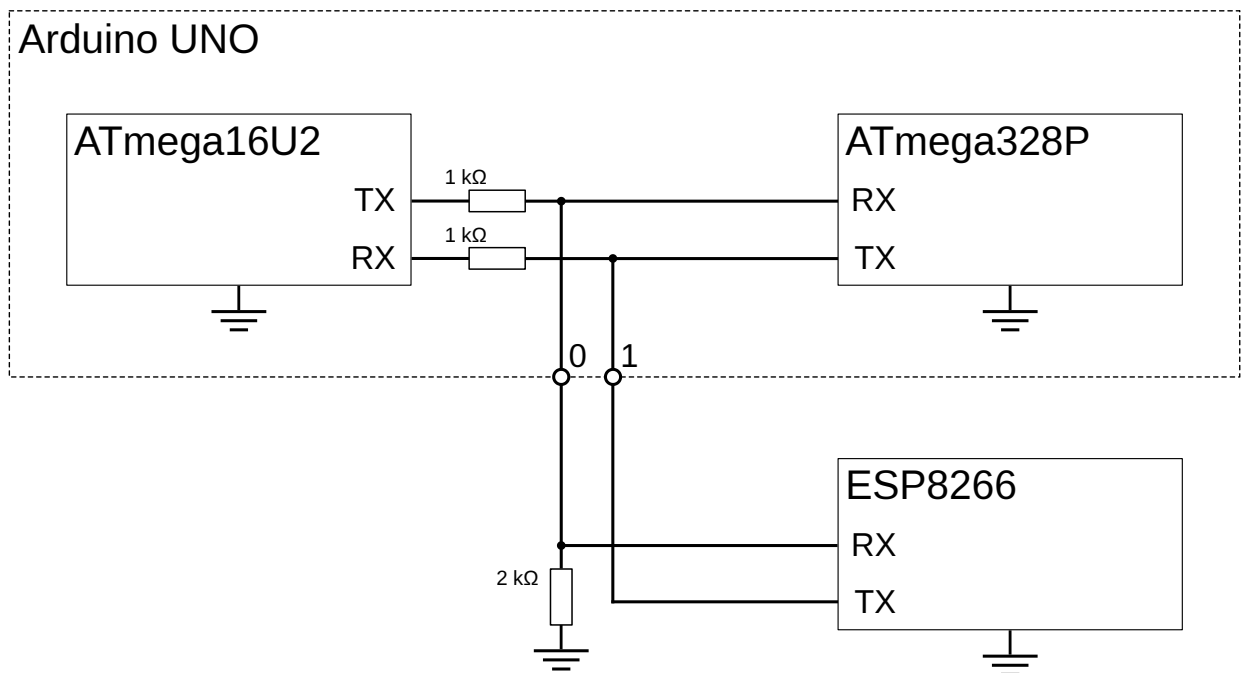 Arduino UNO
ATmega16U2
ATmega328P
1 kΩ
TX
RX
1 kΩ
RX
TX
0
1
ESP8266
RX
2 kΩ
TX